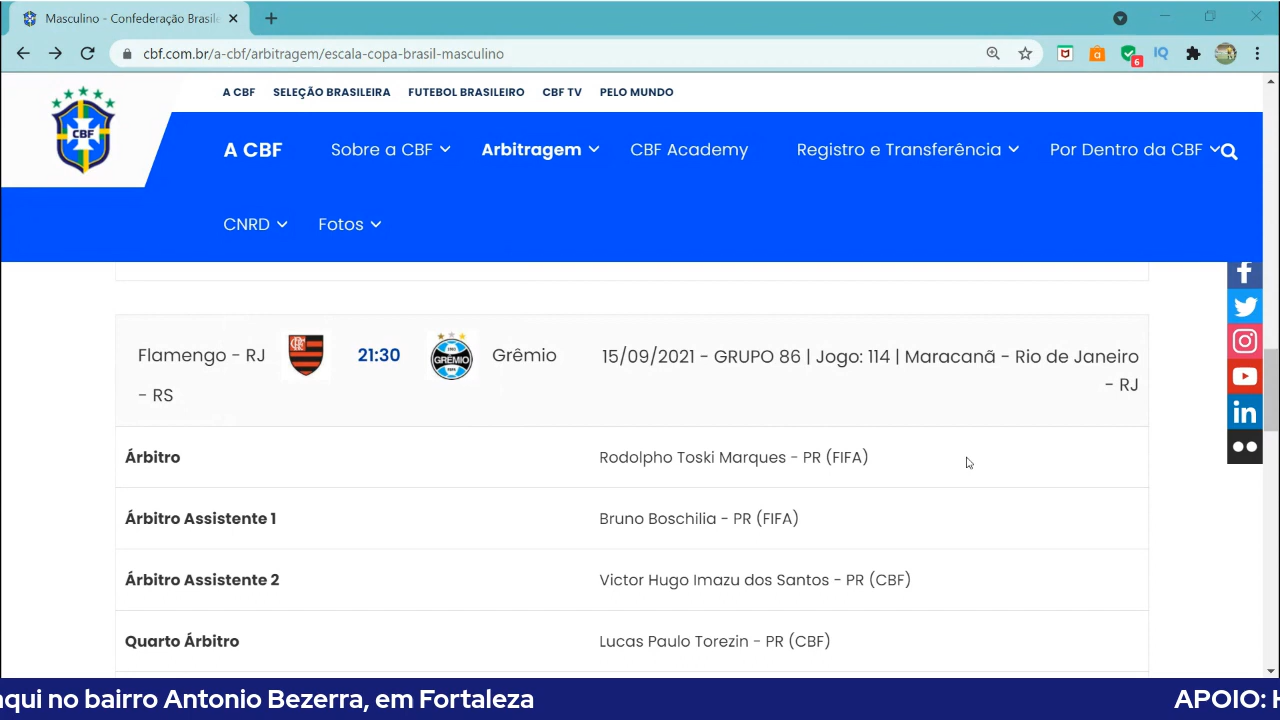 Masculino - Confederação Brasile
cbf.com.br/a-cbf/arbitragem/escala-copa-brasil-masculino
6
IQ
CBF
A CBF SELEÇÃO BRASILEIRA FUTEBOL BRASILEIRO CBF TV PELO MUNDO
A CBF Sobre a CBF Arbitragem CBF Academy Registro e Transferência Por Dentro da CBF
CNRD Fotos
Flamengo - RJ 21:30 GRÊMIO Grêmio 15/09/2021 - GRUPO 86 | Jogo: 114 | Maracanã - Rio de Janeiro
- RS - RJ
Árbitro Rodolpho Toski Marques - PR (FIFA)
Árbitro Assistente 1 Bruno Boschilia - PR (FIFA)
Árbitro Assistente 2 Victor Hugo Imazu dos Santos - PR (CBF)
Quarto Árbitro Lucas Paulo Torezin - PR (CBF)
aqui no bairro Antonio Bezerra, em Fortaleza APOIO: